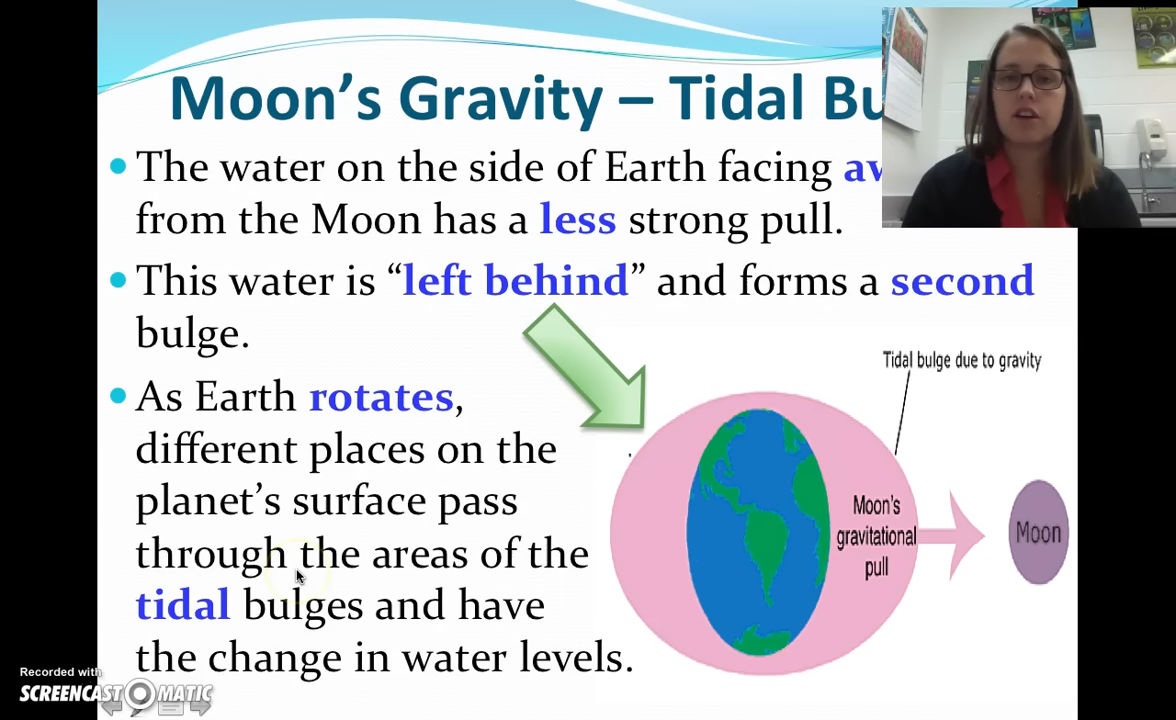 Moon's Gravity – Tidal
The water on the side of Earth facing
from the Moon has a less strong pull.
This water is “left behind” and forms a second
bulge.
As Earth rotates,
different places on the
planet's surface pass
through the areas of the
tidal bulges and have
the change in water levels.
Tidal bulge due to gravity
Moon's
gravitational
pull
Moon
Recorded with
SCREENCAST MATIC